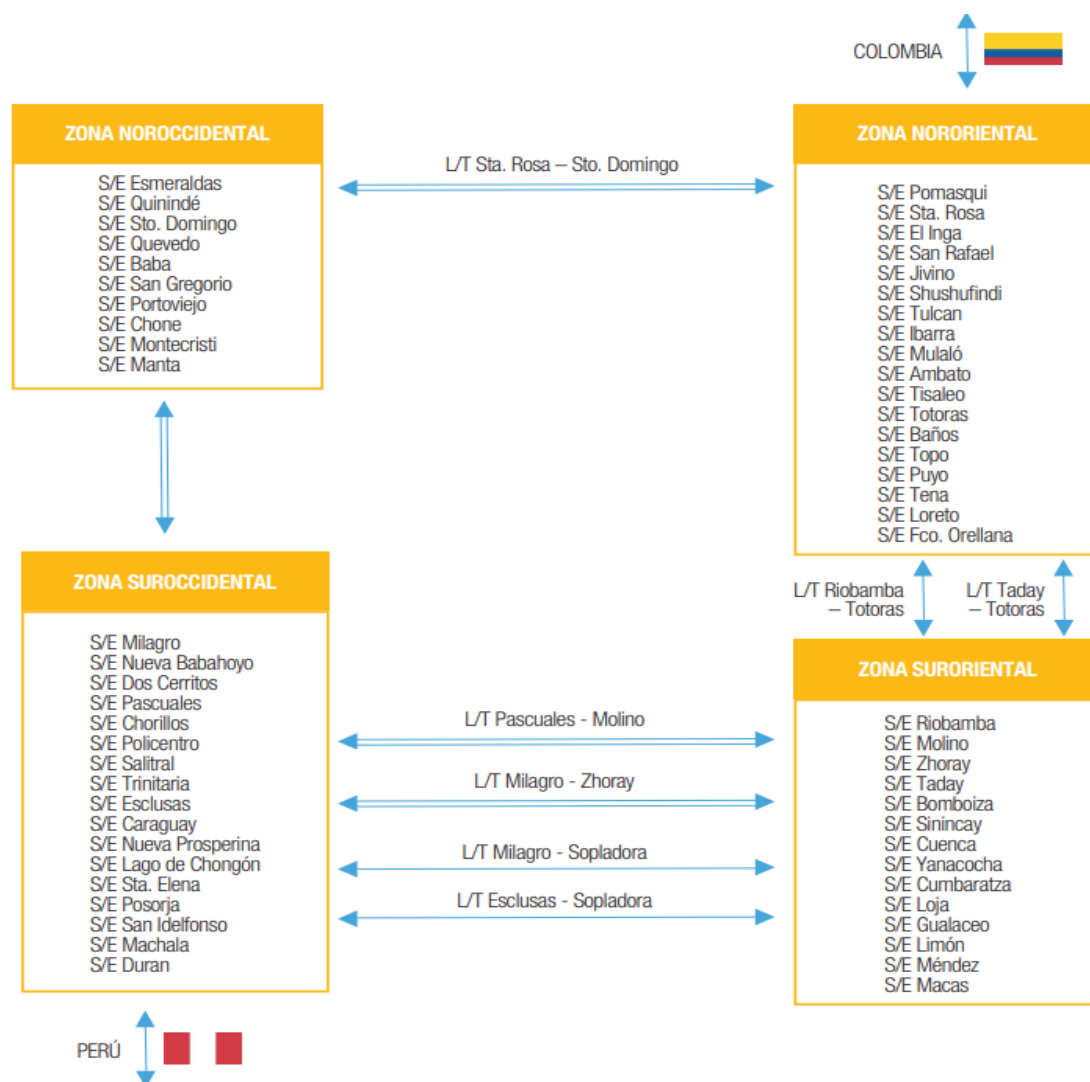 COLOMBIA
ZONA NOROCCIDENTAL
S/E Esmeraldas
S/E Quinindé
S/E Sto. Domingo
S/E Quevedo
S/E Baba
S/E San Gregorio
S/E Portoviejo
S/E Chone
S/E Montecristi
S/E Manta
L/T Sta. Rosa – Sto. Domingo
ZONA NORORIENTAL
S/E Pomasqui
S/E Sta. Rosa
S/E El Inga
S/E San Rafael
S/E Jivino
S/E Shushufindi
S/E Tulcan
S/E Ibarra
S/E Mulaló
S/E Ambato
S/E Tisaleo
S/E Totoras
S/E Baños
S/E Topo
S/E Puyo
S/E Tena
S/E Loreto
S/E Fco. Orellana
L/T Riobamba
– Totoras
L/T Taday
– Totoras
ZONA SUROCCIDENTAL
S/E Milagro
S/E Nueva Babahoyo
S/E Dos Cerritos
S/E Pascuales
S/E Chorillos
S/E Policentro
S/E Salitral
S/E Trinitaria
S/E Esclusas
S/E Caraguay
S/E Nueva Prosperina
S/E Lago de Chongón
S/E Sta. Elena
S/E Posorja
S/E San Idelfonso
S/E Machala
S/E Duran
L/T Pascuales - Molino
L/T Milagro - Zhoray
L/T Milagro - Sopladora
L/T Esclusas - Sopladora
ZONA SURORIENTAL
S/E Riobamba
S/E Molino
S/E Zhoray
S/E Taday
S/E Bomboiza
S/E Sinincay
S/E Cuenca
S/E Yanacocha
S/E Cumbaratza
S/E Loja
S/E Gualaceo
S/E Limón
S/E Méndez
S/E Macas
PERÚ